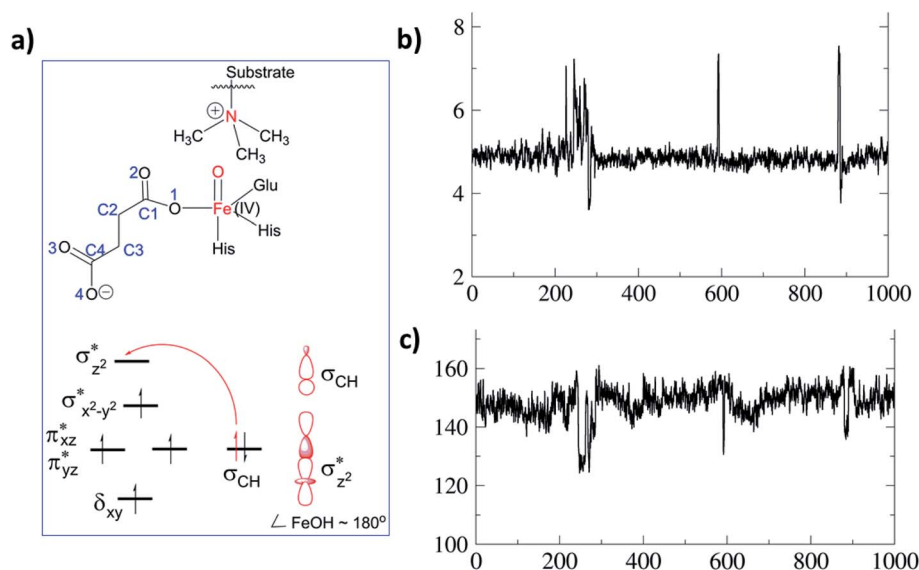 a)
Substrate
⊕
N
H₃C
CH₃
CH₃
O
2O
1
Glu
C2
C1
O
Fe(IV)
3O
C4
C3
His
His
4O⊖
σ*z²
σ*x²-y²
π*xz
π*yz
δxy
σCH
σCH
σ*z²
∠ FeOH ~ 180°
b)
8
6
4
2
0
200
400
600
800
1000
c)
160
140
120
100
0
200
400
600
800
1000